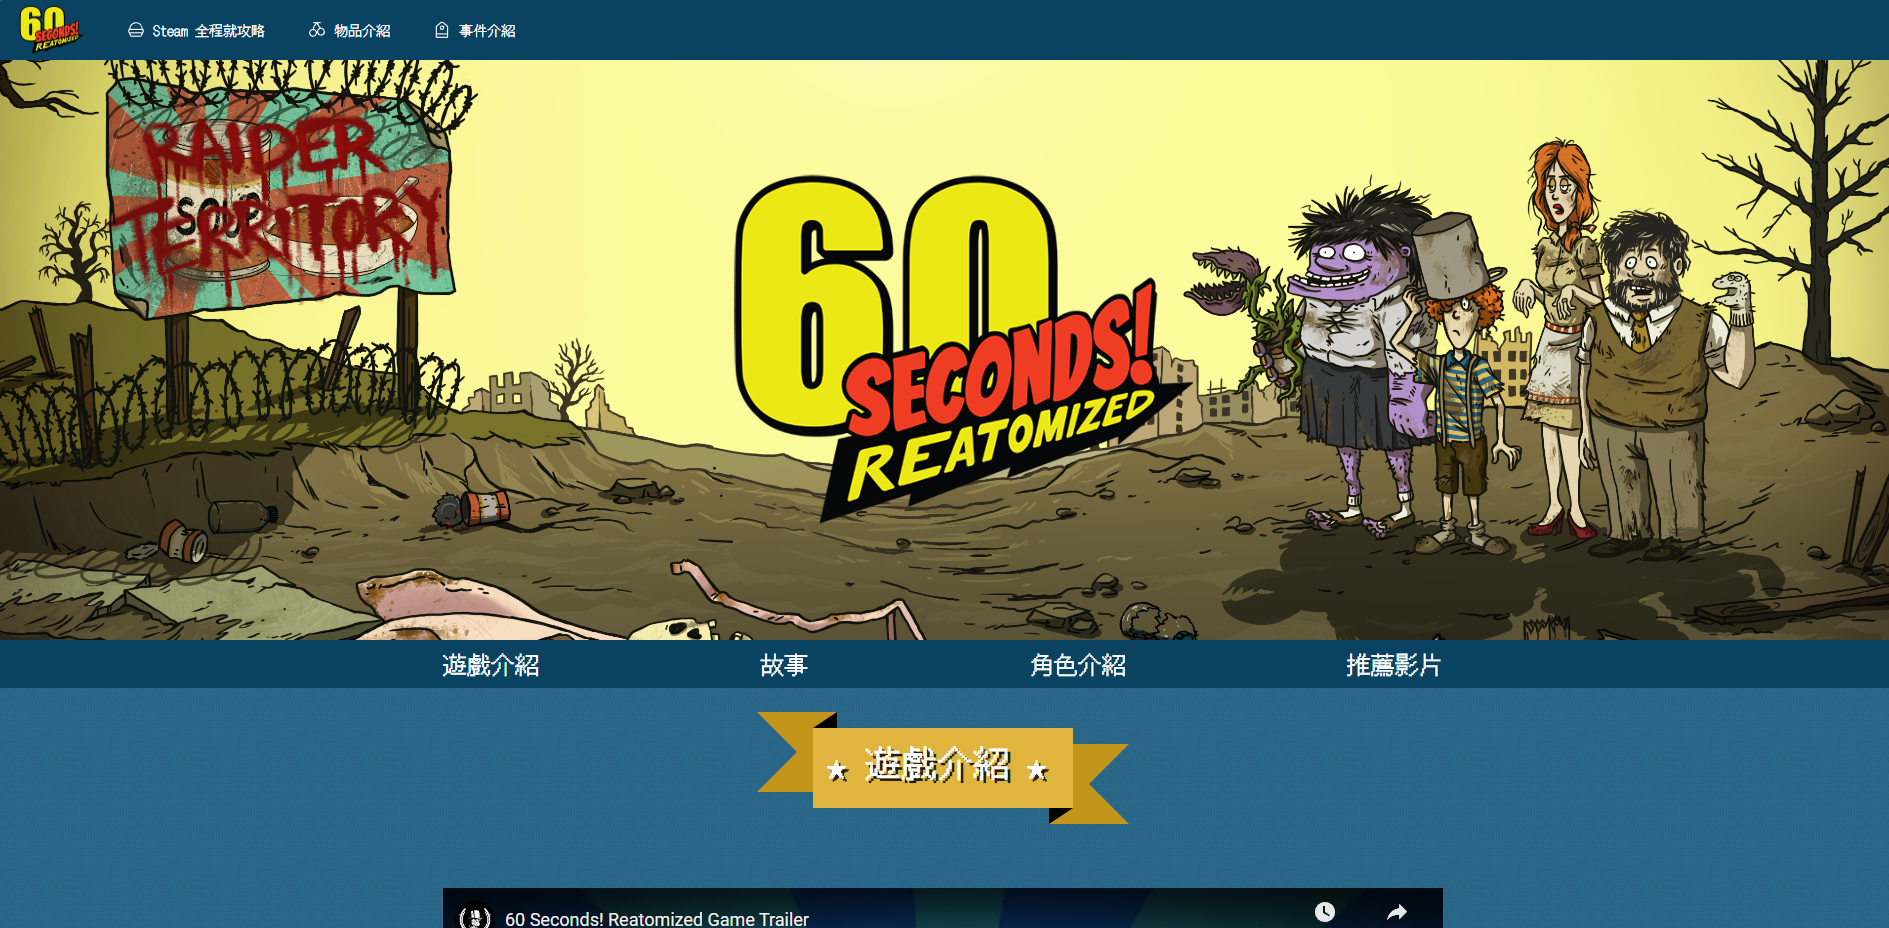 60
SECONDS!
REATOMIZED
Steam 全程就攻略
物品介紹
事件介紹
RAIDER
SOUP
TERRITORY
60
SECONDS!
REATOMIZED
遊戲介紹
故事
角色介紹
推薦影片
★ 遊戲介紹 ★
60 Seconds! Reatomized Game Trailer